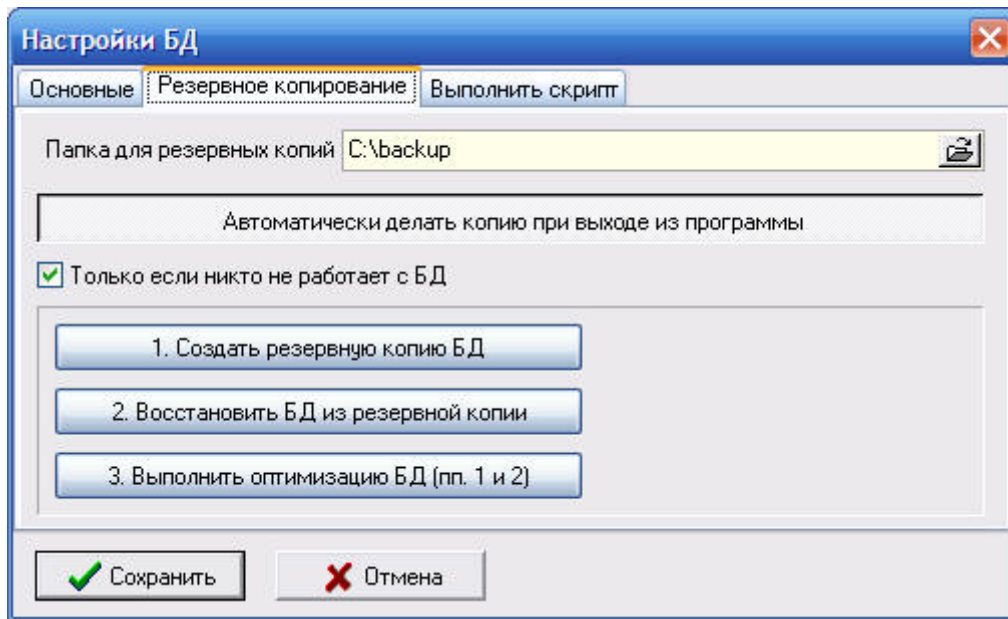 Настройки БД
Основные Резервное копирование Выполнить скрипт
Папка для резервных копий C:\backup
Автоматически делать копию при выходе из программы
Только если никто не работает с БД
1. Создать резервную копию БД
2. Восстановить БД из резервной копии
3. Выполнить оптимизацию БД (пп. 1 и 2)
Сохранить Отмена